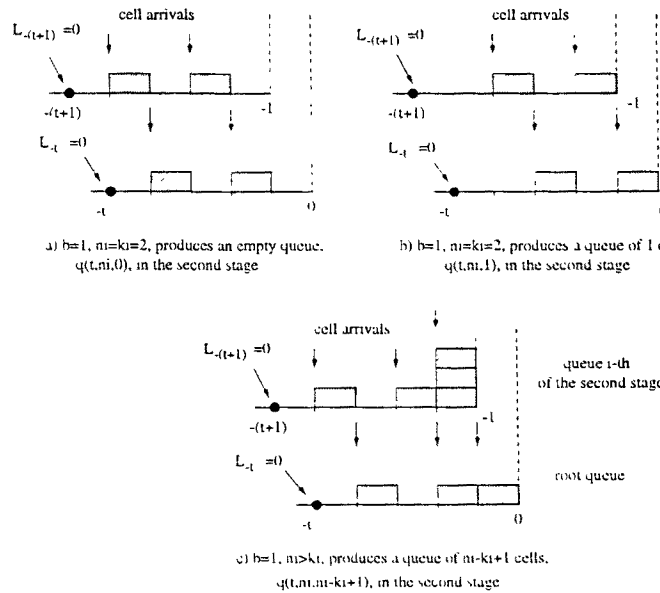 cell arrivals
cell arrivals
L-(t+1) =0
L-(t+1) =0
-(t+1)
-1
-(t+1)
-1
L-t =0
L-t =0
-t
0
-t
0
a) b=1, ni=ki=2, produces an empty queue,
q(t,ni,0), in the second stage
b) b=1, ni=ki=2, produces a queue of 1
q(t,ni,1), in the second stage
cell arrivals
L-(t+1) =0
queue i-th
of the second stage
-(t+1)
-1
L-t =0
root queue
-t
0
c) b=1, ni>ki, produces a queue of ni-ki+1 cells,
q(t,ni,ni-ki+1), in the second stage